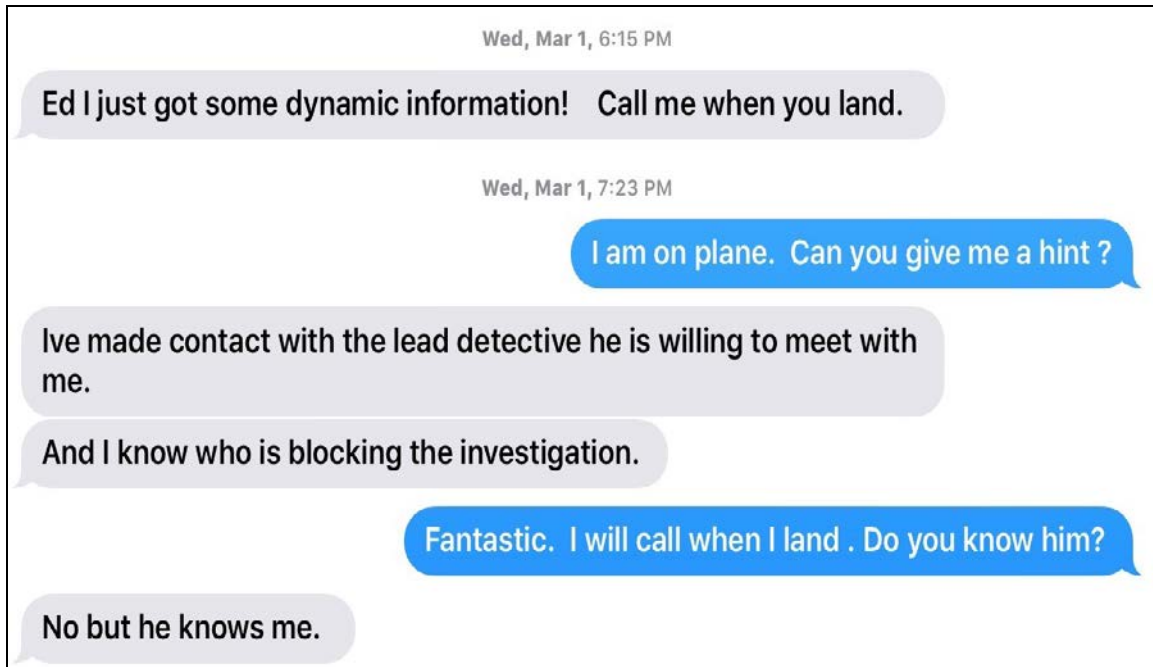 Wed, Mar 1, 6:15 PM
Ed I just got some dynamic information!    Call me when you land.
Wed, Mar 1, 7:23 PM
I am on plane.  Can you give me a hint ?
Ive made contact with the lead detective he is willing to meet with
me.
And I know who is blocking the investigation.
Fantastic.  I will call when I land . Do you know him?
No but he knows me.